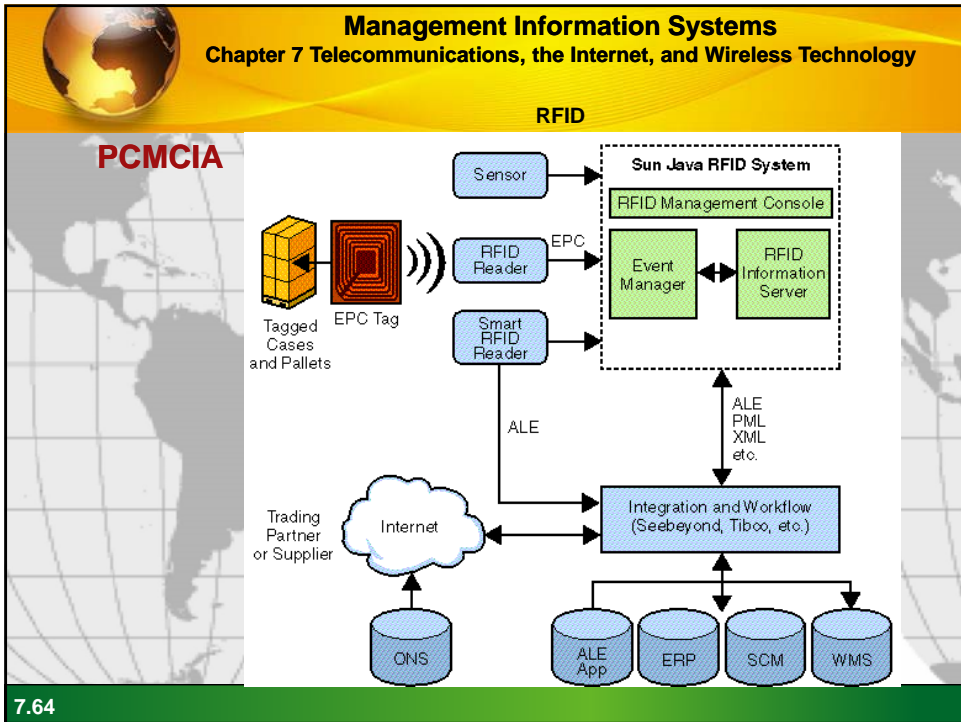 Management Information Systems
Chapter 7 Telecommunications, the Internet, and Wireless Technology
RFID
PCMCIA
Sensor
Sun Java RFID System
RFID Management Console
RFID
Reader
EPC
Event
Manager
RFID
Information
Server
EPC Tag
Tagged
Cases
and Pallets
Smart
RFID
Reader
ALE
ALE
PML
XML
etc.
Integration and Workflow
(Seebeyond, Tibco, etc.)
Trading
Partner
or Supplier
Internet
ONS
ALE
App
ERP
SCM
WMS
7.64